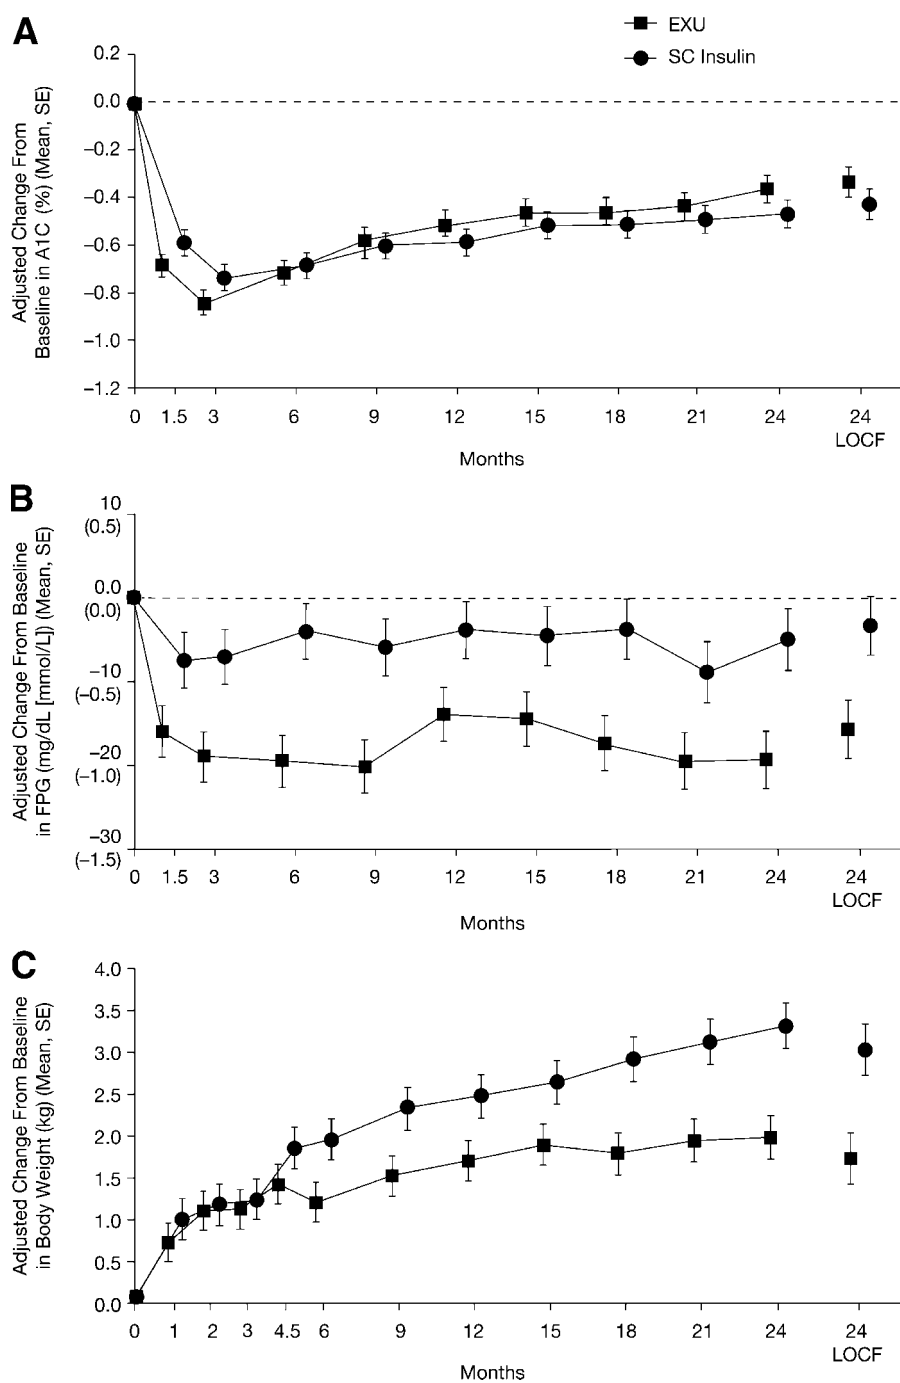 A
EXU
SC Insulin
Adjusted Change From
Baseline in A1C (%) (Mean, SE)
0.2
0.0
−0.2
−0.4
−0.6
−0.8
−1.0
−1.2
0 1.5 3 6 9 12 15 18 21 24 24
LOCF
Months
B
Adjusted Change From Baseline
in FPG (mg/dL [mmol/L]) (Mean, SE)
10
(0.5)
0.0
(0.0)
−10
(−0.5)
−20
(−1.0)
−30
(−1.5)
0 1.5 3 6 9 12 15 18 21 24 24
LOCF
Months
C
Adjusted Change From Baseline
in Body Weight (kg) (Mean, SE)
4.0
3.5
3.0
2.5
2.0
1.5
1.0
0.5
0.0
0 1 2 3 4.5 6 9 12 15 18 21 24 24
LOCF
Months